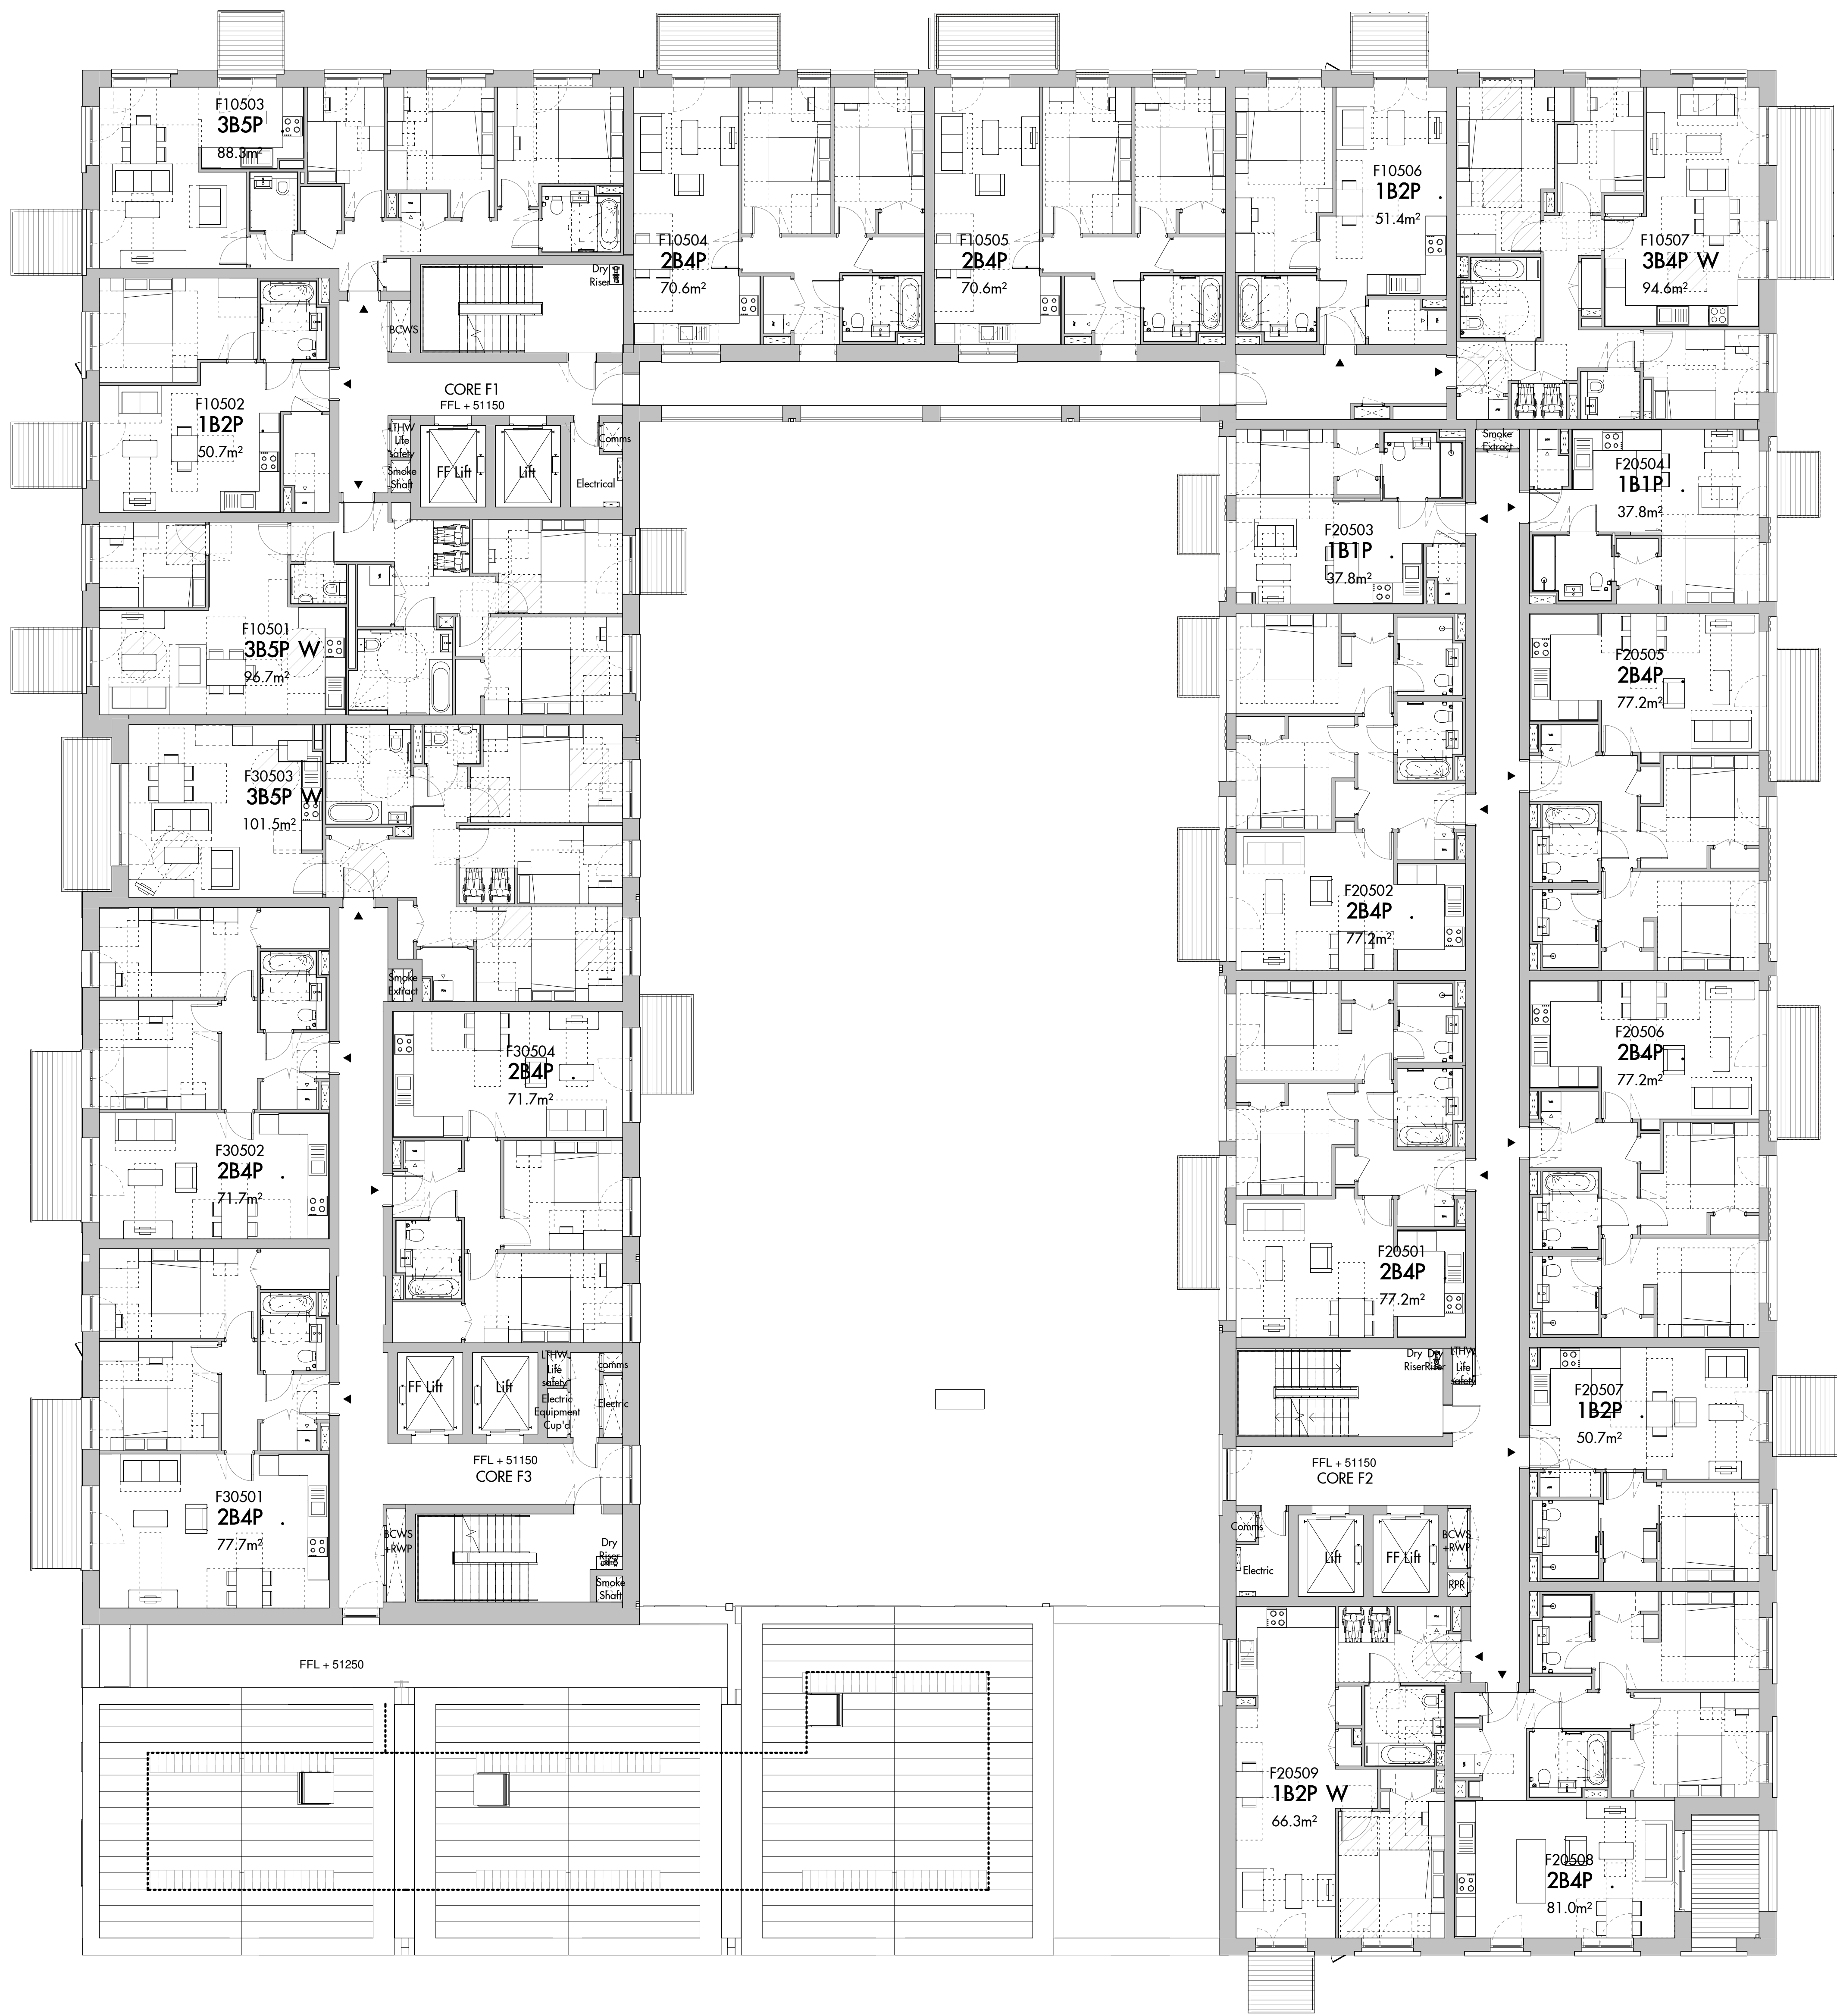 F10503
3B5P
88.3m²
F10504
2B4P
70.6m²
F10505
2B4P
70.6m²
F10506
1B2P
51.4m²
F10507
3B4P W
94.6m²
Dry
Riser
BCWS
CORE F1
FFL + 51150
F10502
1B2P
50.7m²
LTHW
Life
safety
Smoke
Shaft
FF Lift
Lift
Comms
Electrical
Smoke
Extract
F20504
1B1P
37.8m²
F20503
1B1P
37.8m²
F10501
3B5P W
96.7m²
F20505
2B4P
77.2m²
F30503
3B5P W
101.5m²
F20502
2B4P
77.2m²
Smoke
Extract
F30504
2B4P
71.7m²
F20506
2B4P
77.2m²
F30502
2B4P
71.7m²
F20501
2B4P
77.2m²
FF Lift
Lift
LTHW
Life
safety
Electric
Equipment
Cup'd
comms
Electric
Dry
Riser
Dry
Riser
LTHW
Life
safety
F20507
1B2P
50.7m²
FFL + 51150
CORE F3
FFL + 51150
CORE F2
F30501
2B4P
77.7m²
BCWS
+RWP
Dry
Riser
Smoke
Shaft
Comms
Electric
Lift
FF Lift
BCWS
+RWP
RPR
FFL + 51250
F20509
1B2P W
66.3m²
F20508
2B4P
81.0m²